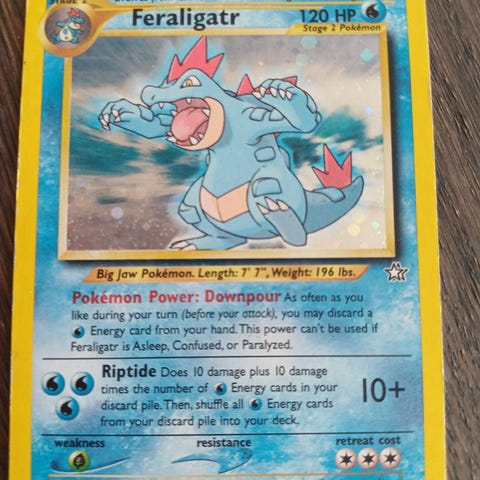 STAGE 2
Feraligatr 120 HP
Stage 2 Pokémon
Big Jaw Pokémon. Length: 7' 7", Weight: 196 lbs.
Pokémon Power: Downpour As often as you
like during your turn (before your attack), you may discard a
Energy card from your hand. This power can't be used if
Feraligatr is Asleep, Confused, or Paralyzed.
Riptide Does 10 damage plus 10 damage
times the number of Energy cards in your
discard pile. Then, shuffle all Energy cards
from your discard pile into your deck.
10+
weakness resistance retreat cost